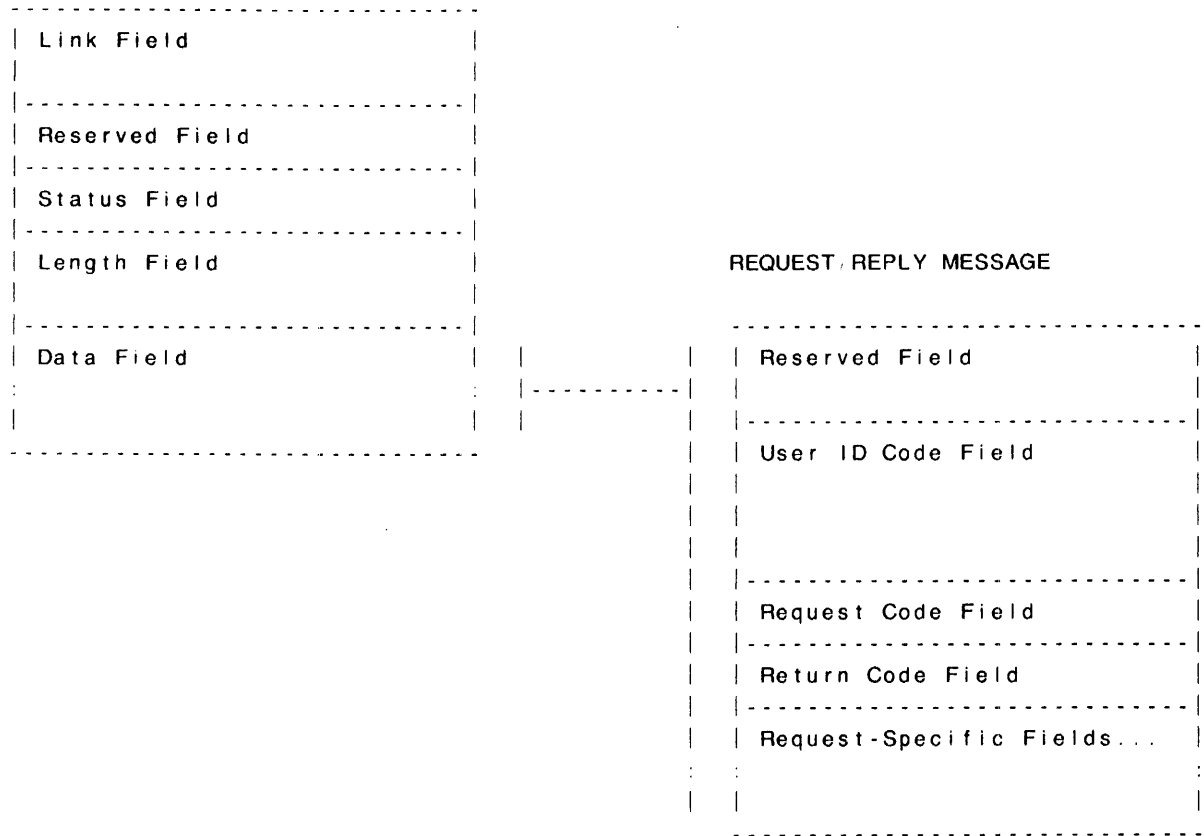 Link Field
Reserved Field
Status Field
Length Field
Data Field
REQUEST/REPLY MESSAGE
Reserved Field
User ID Code Field
Request Code Field
Return Code Field
Request-Specific Fields...